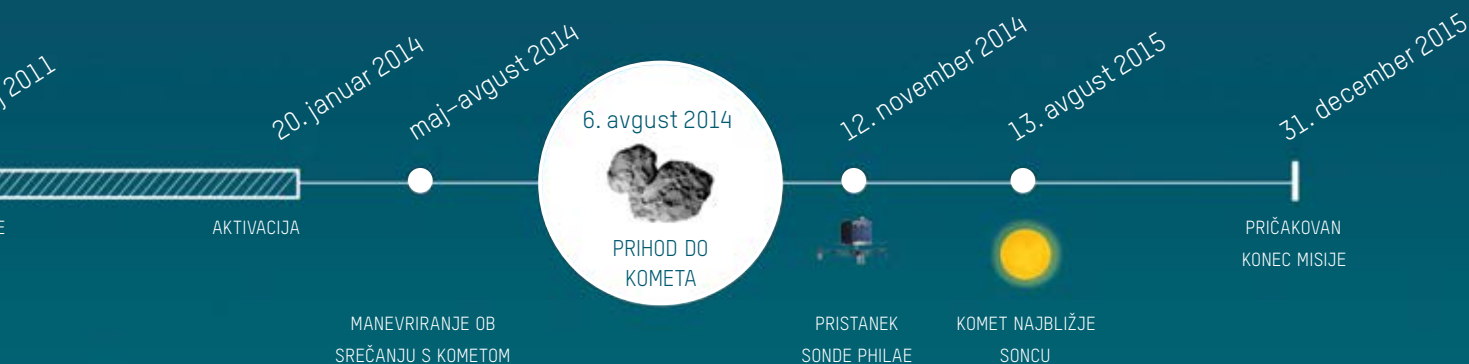 2011
20. januar 2014
maj–avgust 2014
6. avgust 2014
12. november 2014
13. avgust 2015
31. december 2015
AKTIVACIJA
PRIHOD DO
KOMETA
PRIČAKOVAN
KONEC MISIJE
MANEVRIRANJE OB
SREČANJU S KOMETOM
PRISTANEK
SONDE PHILAE
KOMET NAJBLIŽJE
SONCU